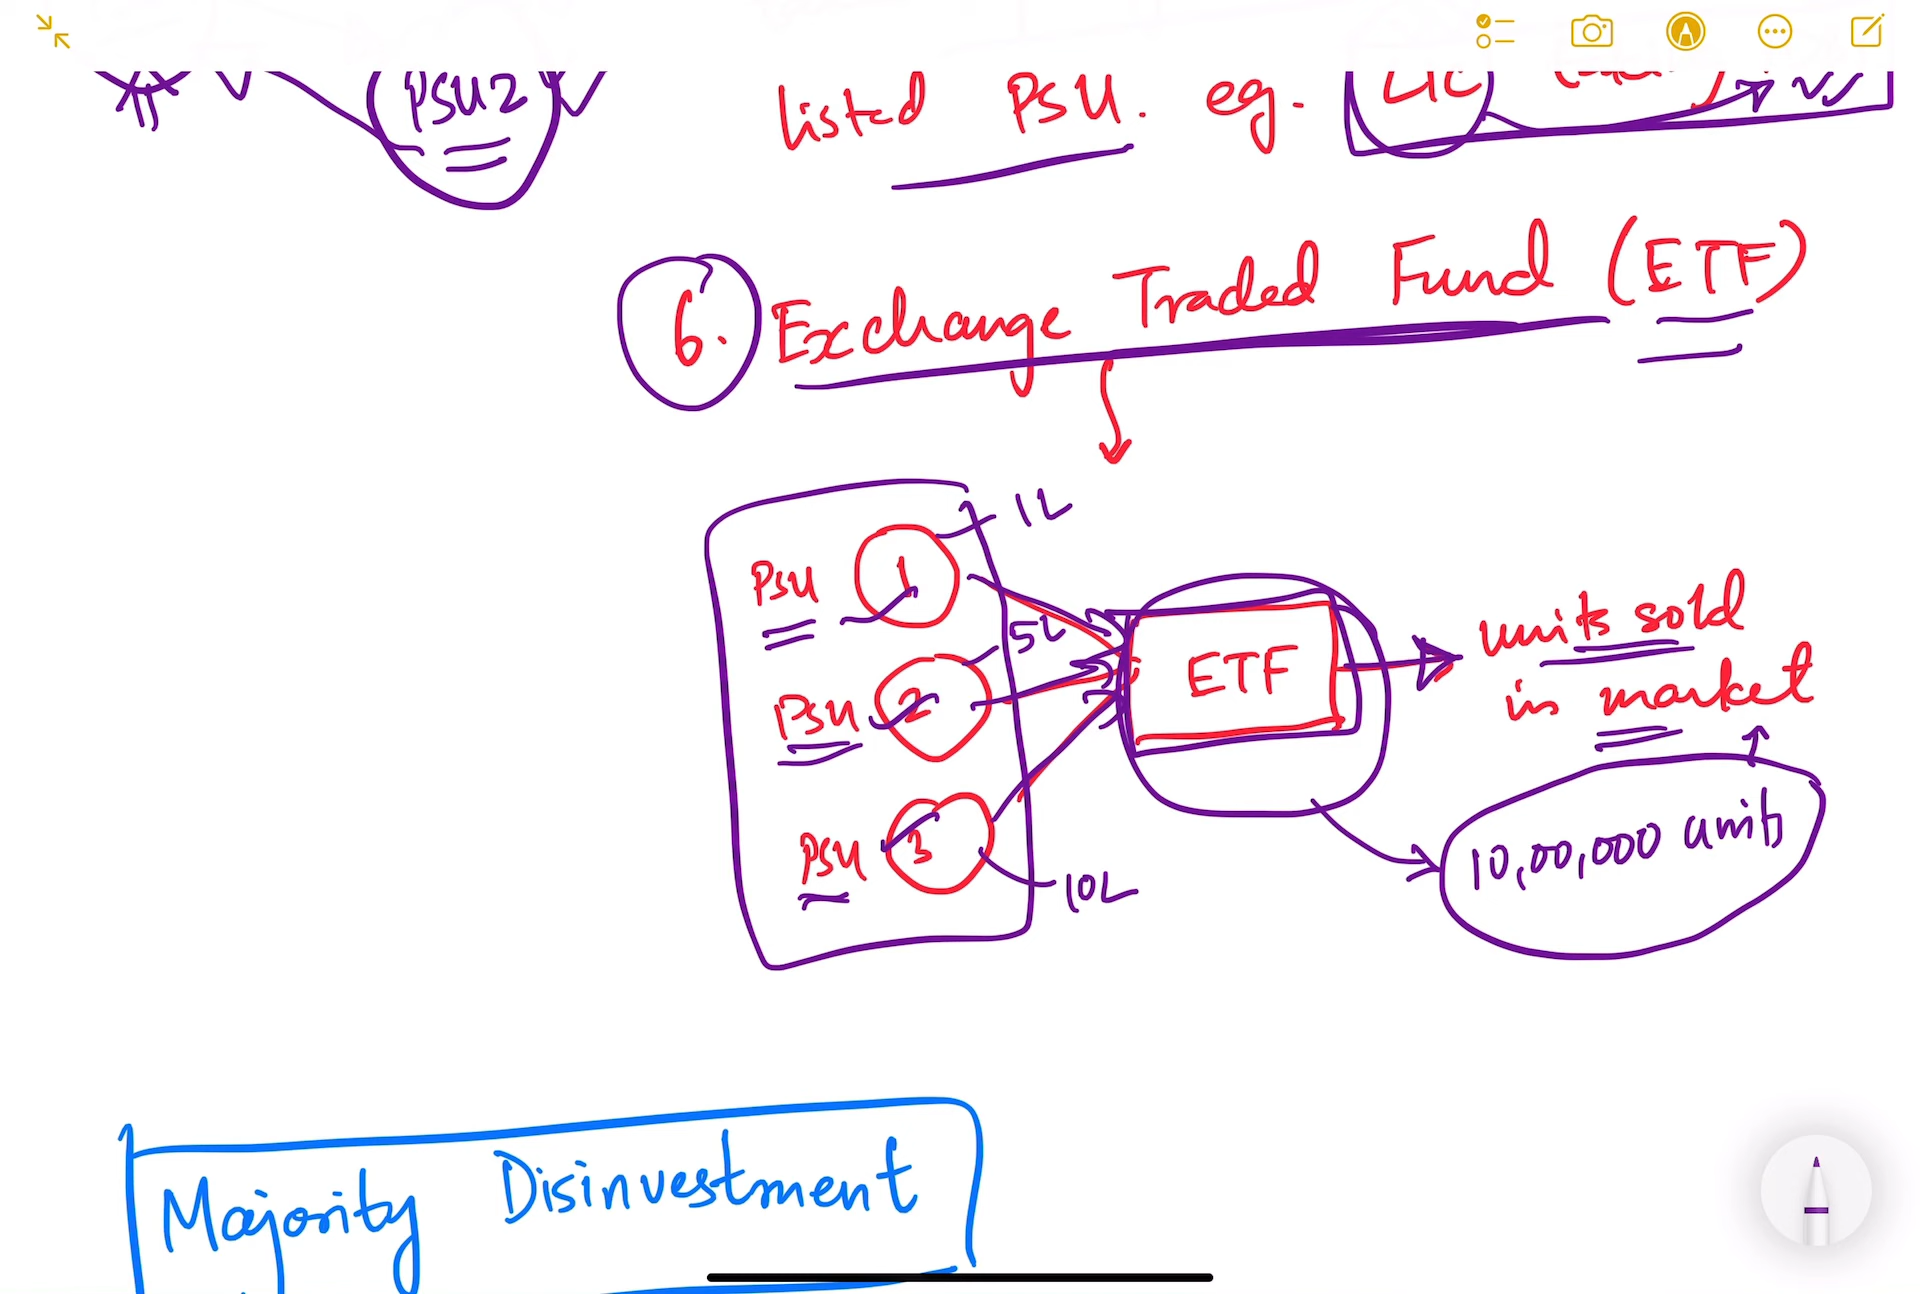 PSU2
listed PSU. eg. LIC
6. Exchange Traded Fund (ETF)
1L
PSU 1
5L
PSU 2
PSU 3
10L
ETF
units sold
in market
10,00,000 units
Majority Disinvestment